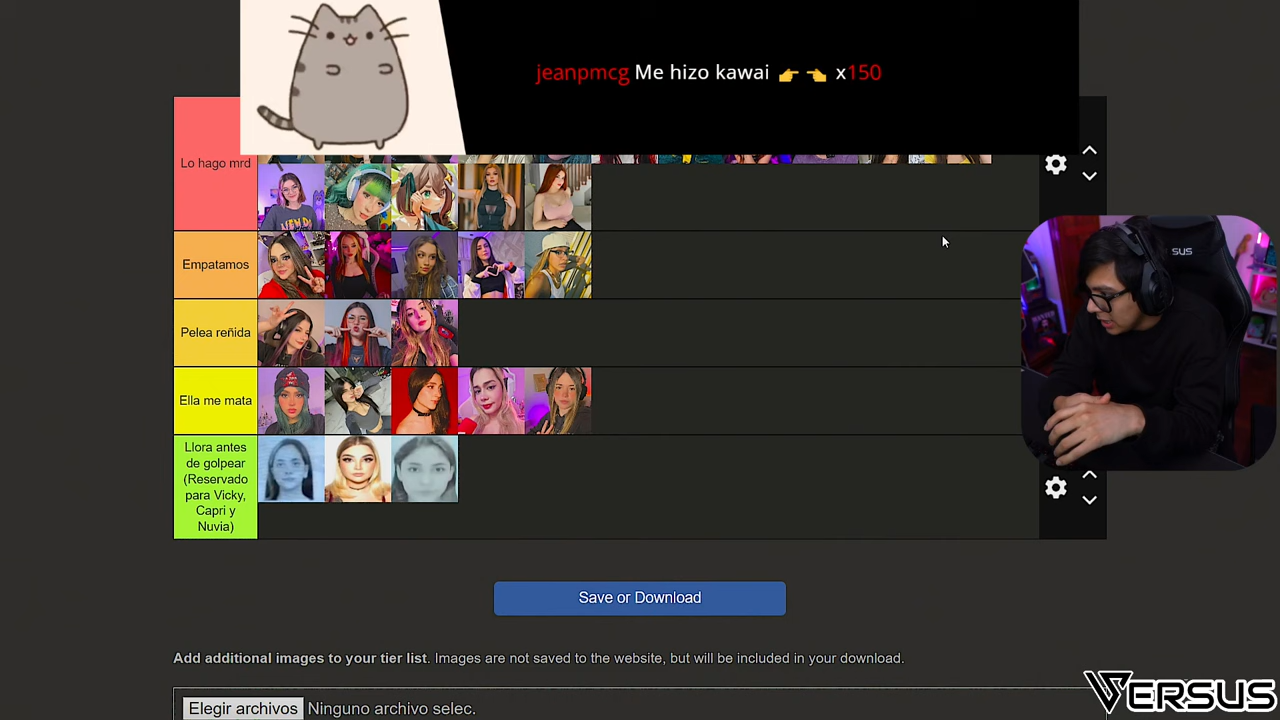 jeanpmcg Me hizo kawai 👉 👈 x150
Lo hago mrd
SUS
Empatamos
Pelea reñida
Ella me mata
Llora antes
de golpear
(Reservado
para Vicky,
Capri y
Nuvia)
Save or Download
Add additional images to your tier list. Images are not saved to the website, but will be included in your download.
Elegir archivos Ninguno archivo selec.
VERSUS